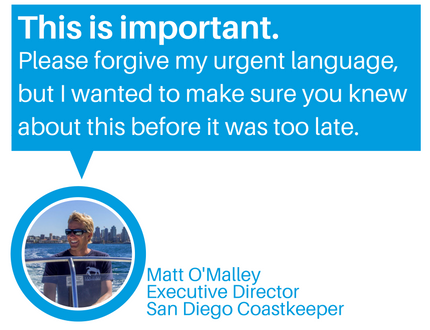 This is important.
Please forgive my urgent language,
but I wanted to make sure you knew
about this before it was too late.
Matt O'Malley
Executive Director
San Diego Coastkeeper